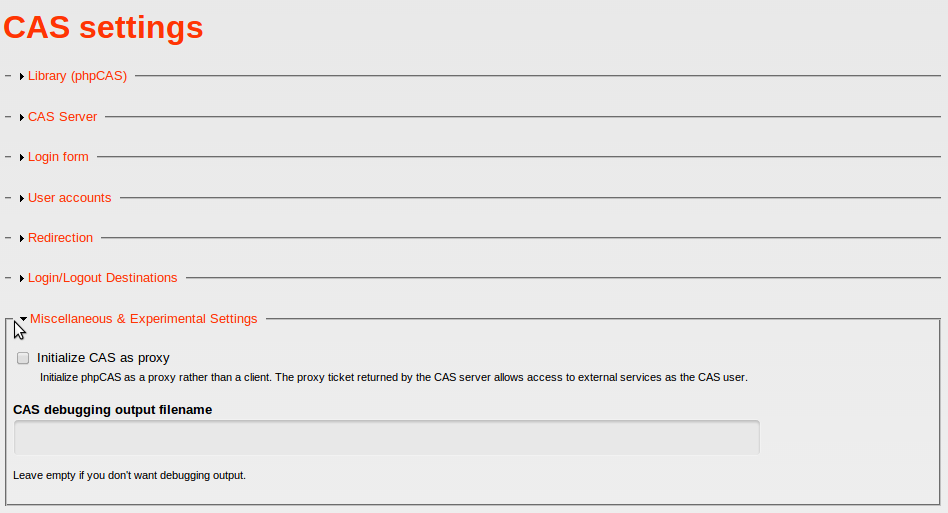 CAS settings
Library (phpCAS)
CAS Server
Login form
User accounts
Redirection
Login/Logout Destinations
Miscellaneous & Experimental Settings
Initialize CAS as proxy
Initialize phpCAS as a proxy rather than a client. The proxy ticket returned by the CAS server allows access to external services as the CAS user.
CAS debugging output filename
Leave empty if you don't want debugging output.